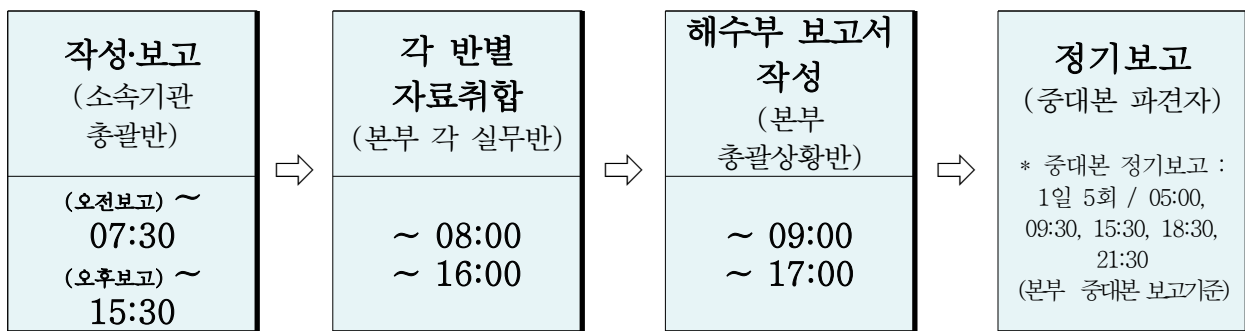 작성·보고
(소속기관
총괄반)
(오전보고) ~
07:30
(오후보고) ~
15:30
⇨
각 반별
자료취합
(본부 각 실무반)
~ 08:00
~ 16:00
⇨
해수부 보고서
작성
(본부
총괄상황반)
~ 09:00
~ 17:00
⇨
정기보고
(중대본 파견자)
* 중대본 정기보고 :
1일 5회 / 05:00,
09:30, 15:30, 18:30,
21:30
(본부 중대본 보고기준)